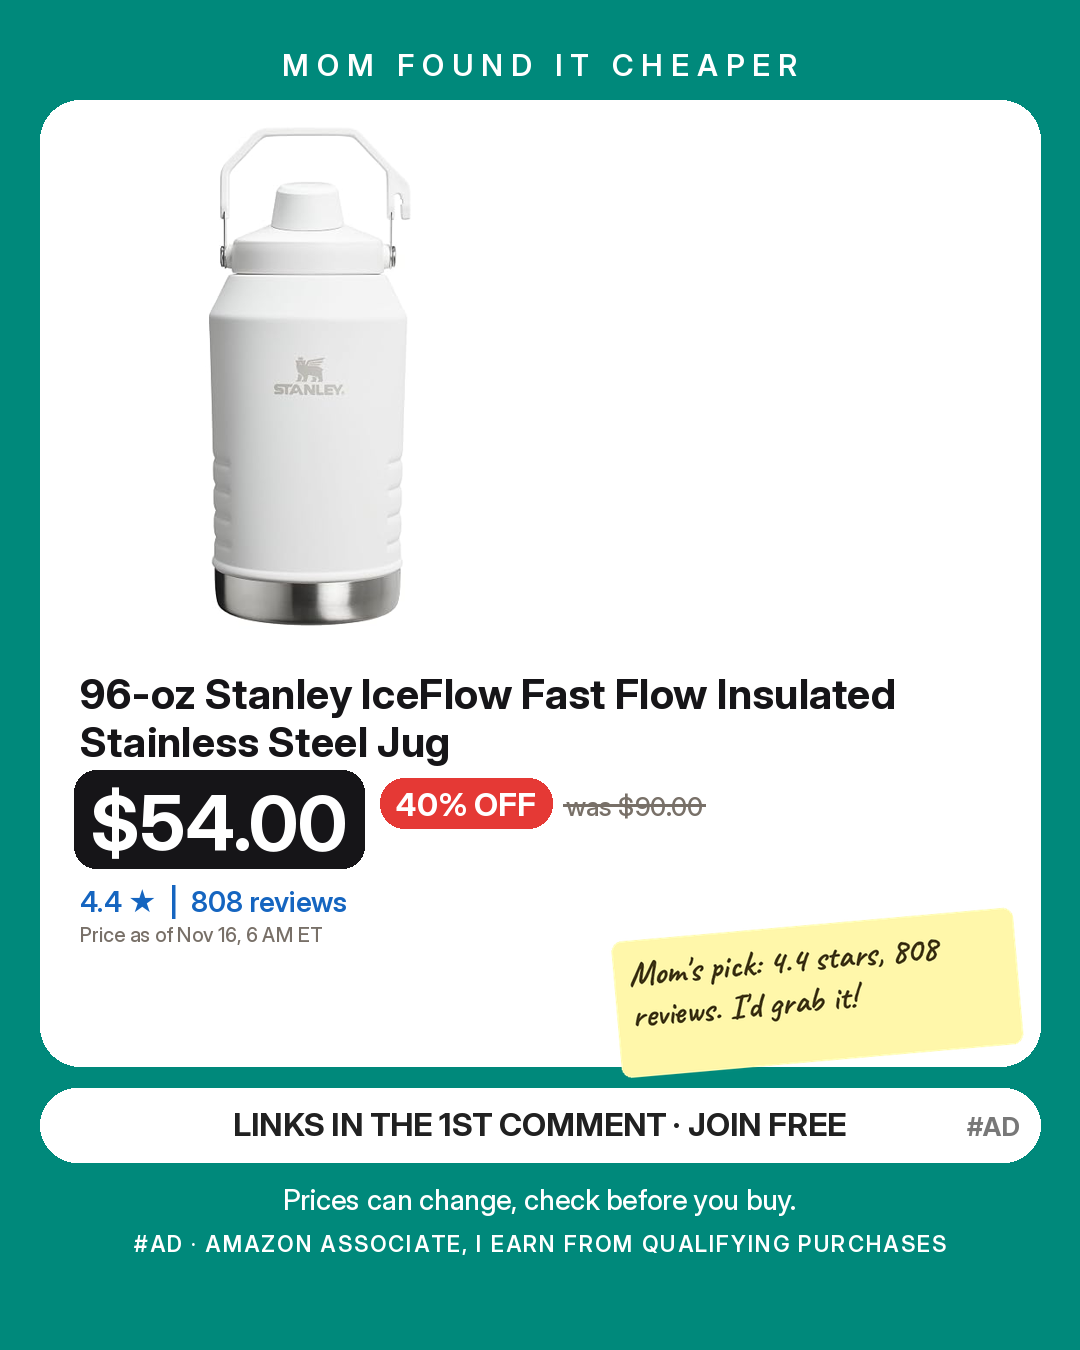 MOM FOUND IT CHEAPER
STANLEY
96-oz Stanley IceFlow Fast Flow Insulated
Stainless Steel Jug
$54.00
40% OFF
was $90.00
4.4 ★ | 808 reviews
Price as of Nov 16, 6 AM ET
Mom's pick: 4.4 stars, 808
reviews. I'd grab it!
LINKS IN THE 1ST COMMENT · JOIN FREE
#AD
Prices can change, check before you buy.
#AD · AMAZON ASSOCIATE, I EARN FROM QUALIFYING PURCHASES